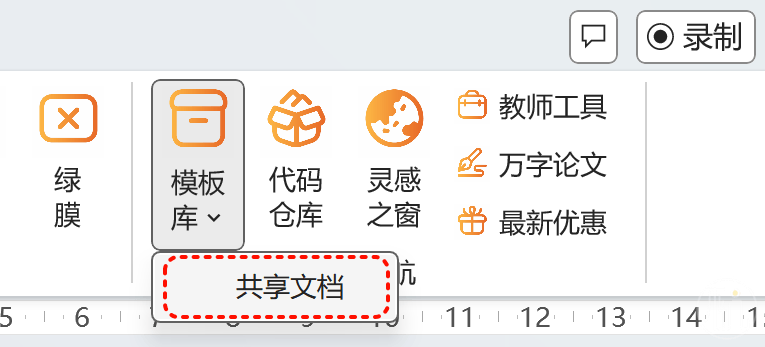 录制
绿
膜
模板
库
代码
仓库
灵感
之窗
教师工具
万字论文
最新优惠
共享文档
航
5 6 7 8 9 10 11 12 13 14 15